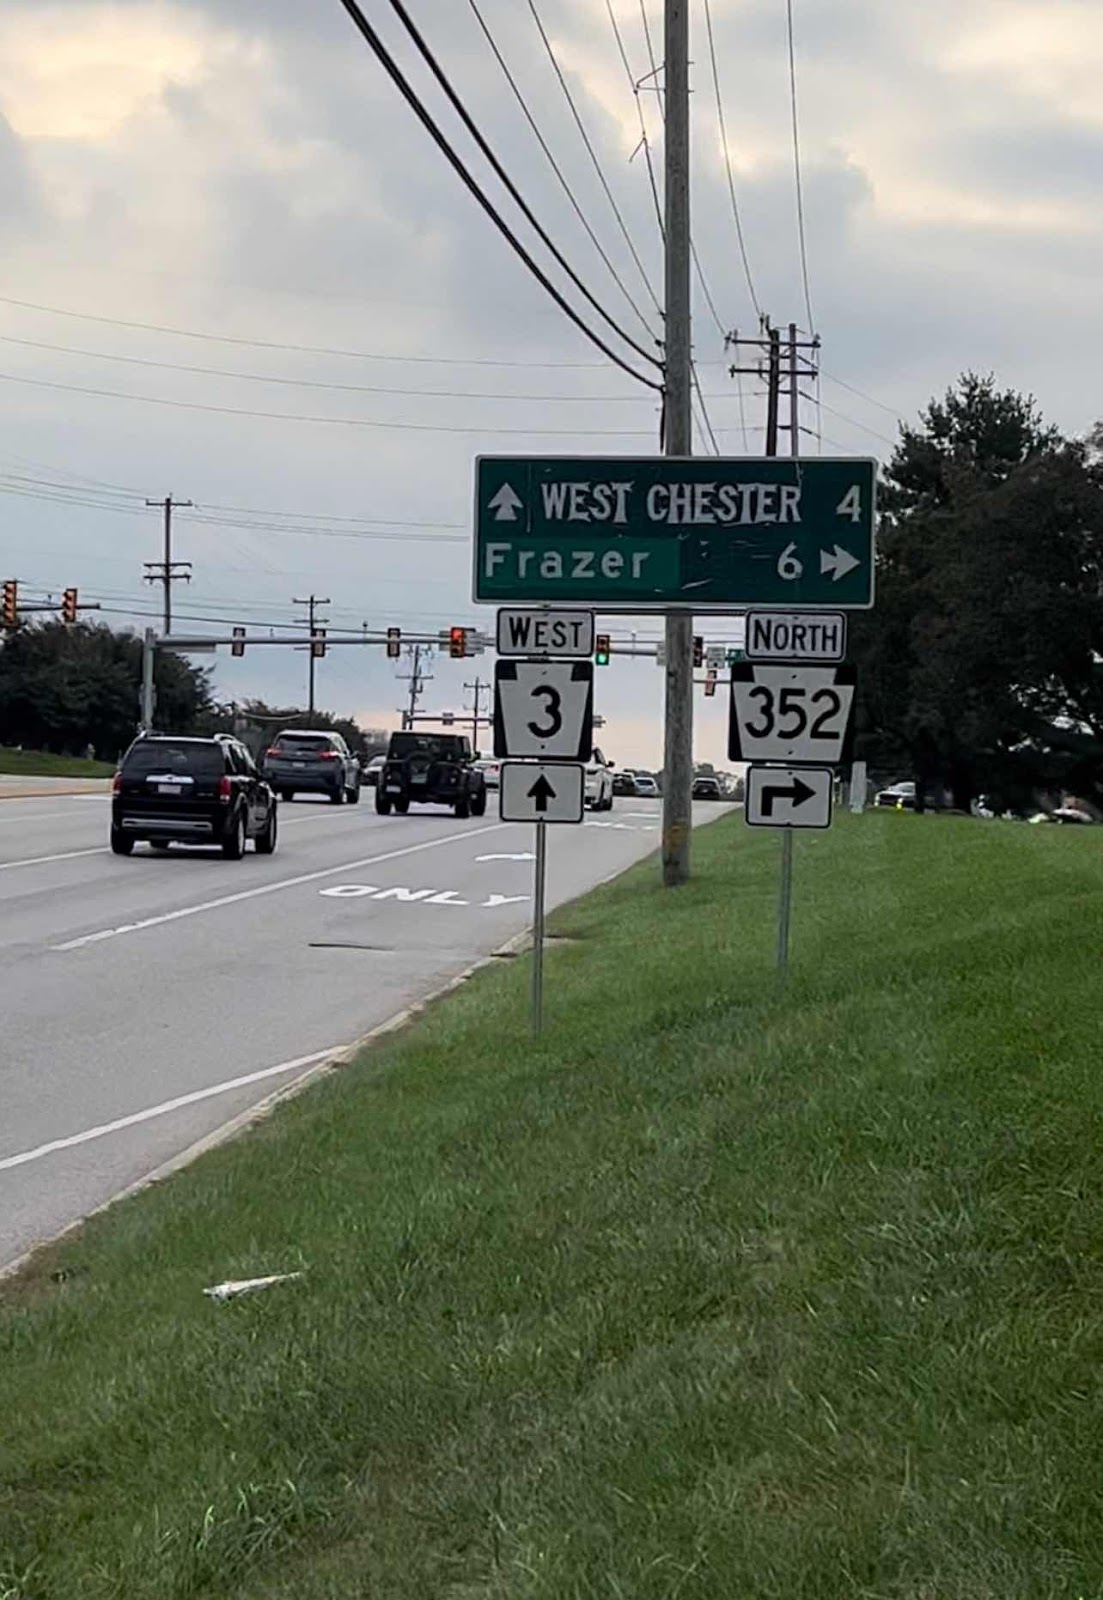 WEST CHESTER 4
Frazer 6
WEST
3
NORTH
352
ONLY